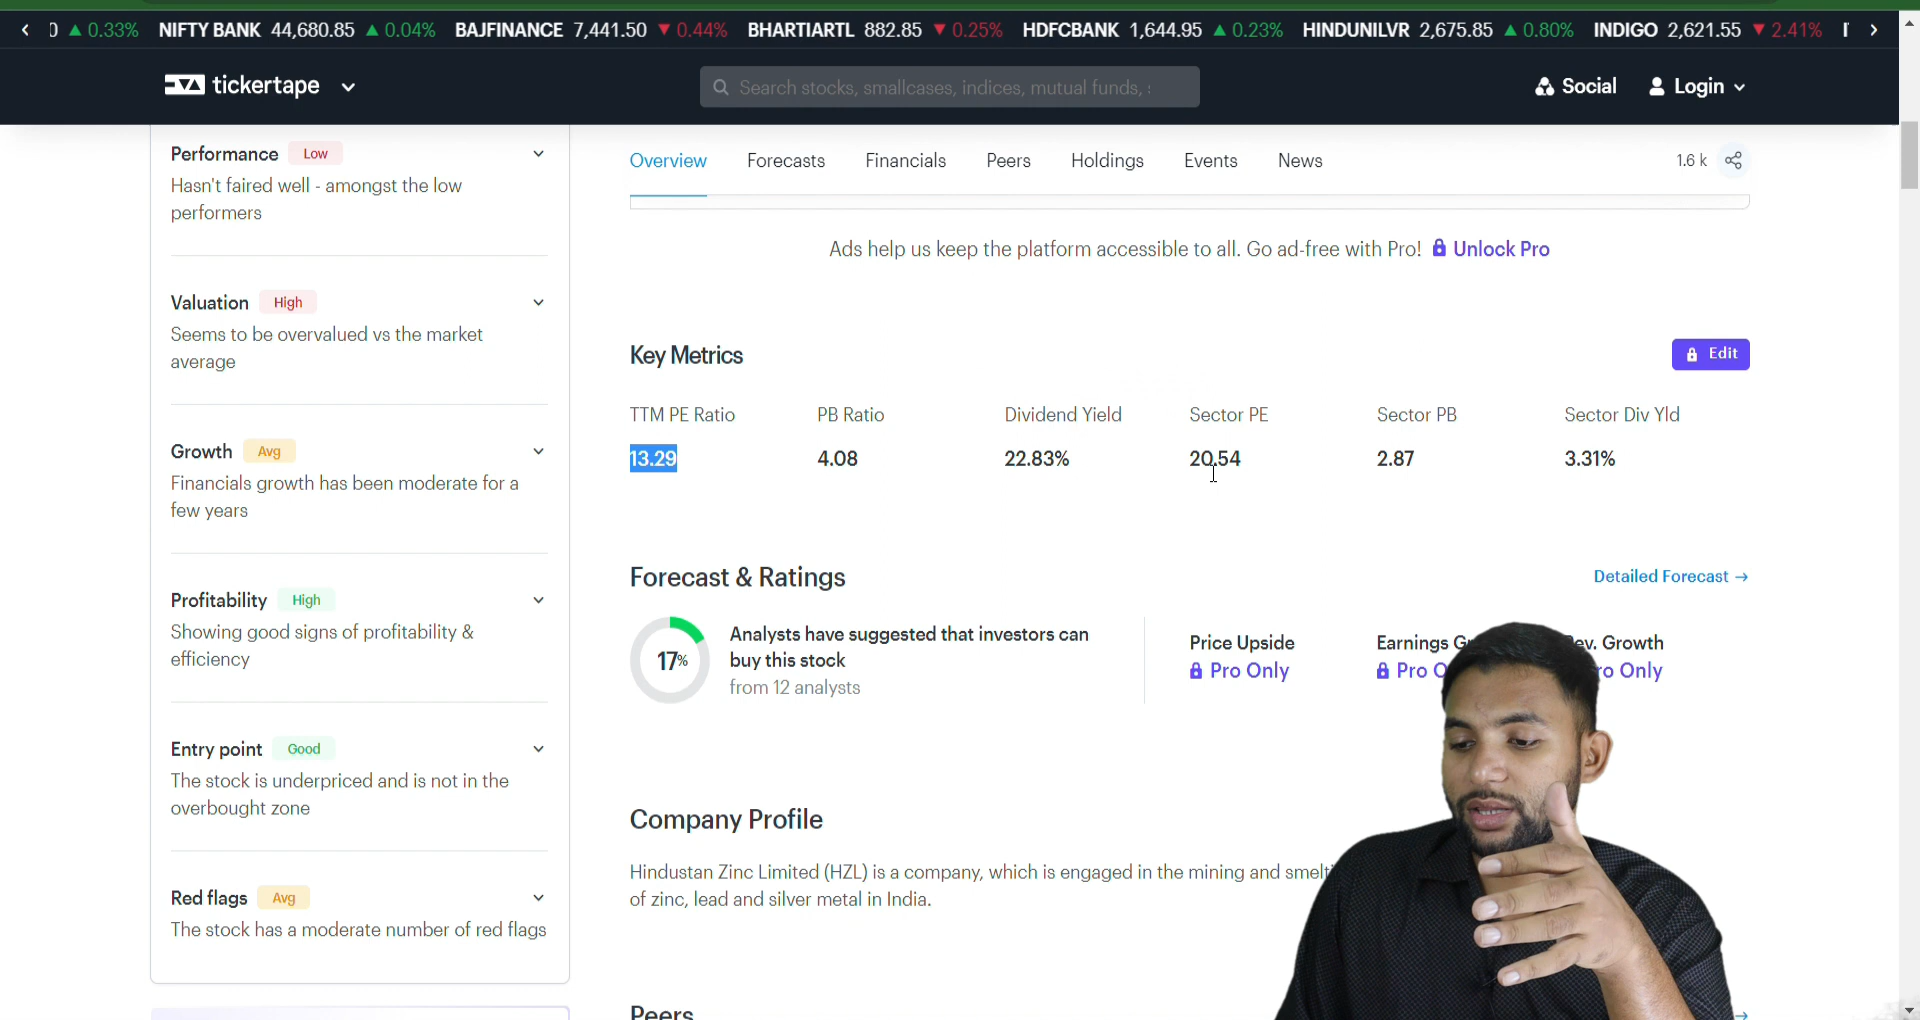 0 ▲ 0.33% NIFTY BANK 44,680.85 ▲ 0.04% BAJFINANCE 7,441.50 ▼ 0.44% BHARTIARTL 882.85 ▼ 0.25% HDFCBANK 1,644.95 ▲ 0.23% HINDUNILVR 2,675.85 ▲ 0.80% INDIGO 2,621.55 ▼ 2.41%
tickertape
Search stocks, smallcases, indices, mutual funds,
Social
Login
Performance Low
Hasn't faired well - amongst the low
performers
Valuation High
Seems to be overvalued vs the market
average
Growth Avg
Financials growth has been moderate for a
few years
Profitability High
Showing good signs of profitability &
efficiency
Entry point Good
The stock is underpriced and is not in the
overbought zone
Red flags Avg
The stock has a moderate number of red flags
Overview Forecasts Financials Peers Holdings Events News 1.6 k
Ads help us keep the platform accessible to all. Go ad-free with Pro! Unlock Pro
Key Metrics Edit
TTM PE Ratio PB Ratio Dividend Yield Sector PE Sector PB Sector Div Yld
13.29 4.08 22.83% 20.54 2.87 3.31%
Forecast & Ratings Detailed Forecast →
17%
Analysts have suggested that investors can
buy this stock
from 12 analysts
Price Upside Earnings Growth
Pro Only Pro Only
Company Profile
Hindustan Zinc Limited (HZL) is a company, which is engaged in the mining and
of zinc, lead and silver metal in India.
Peers